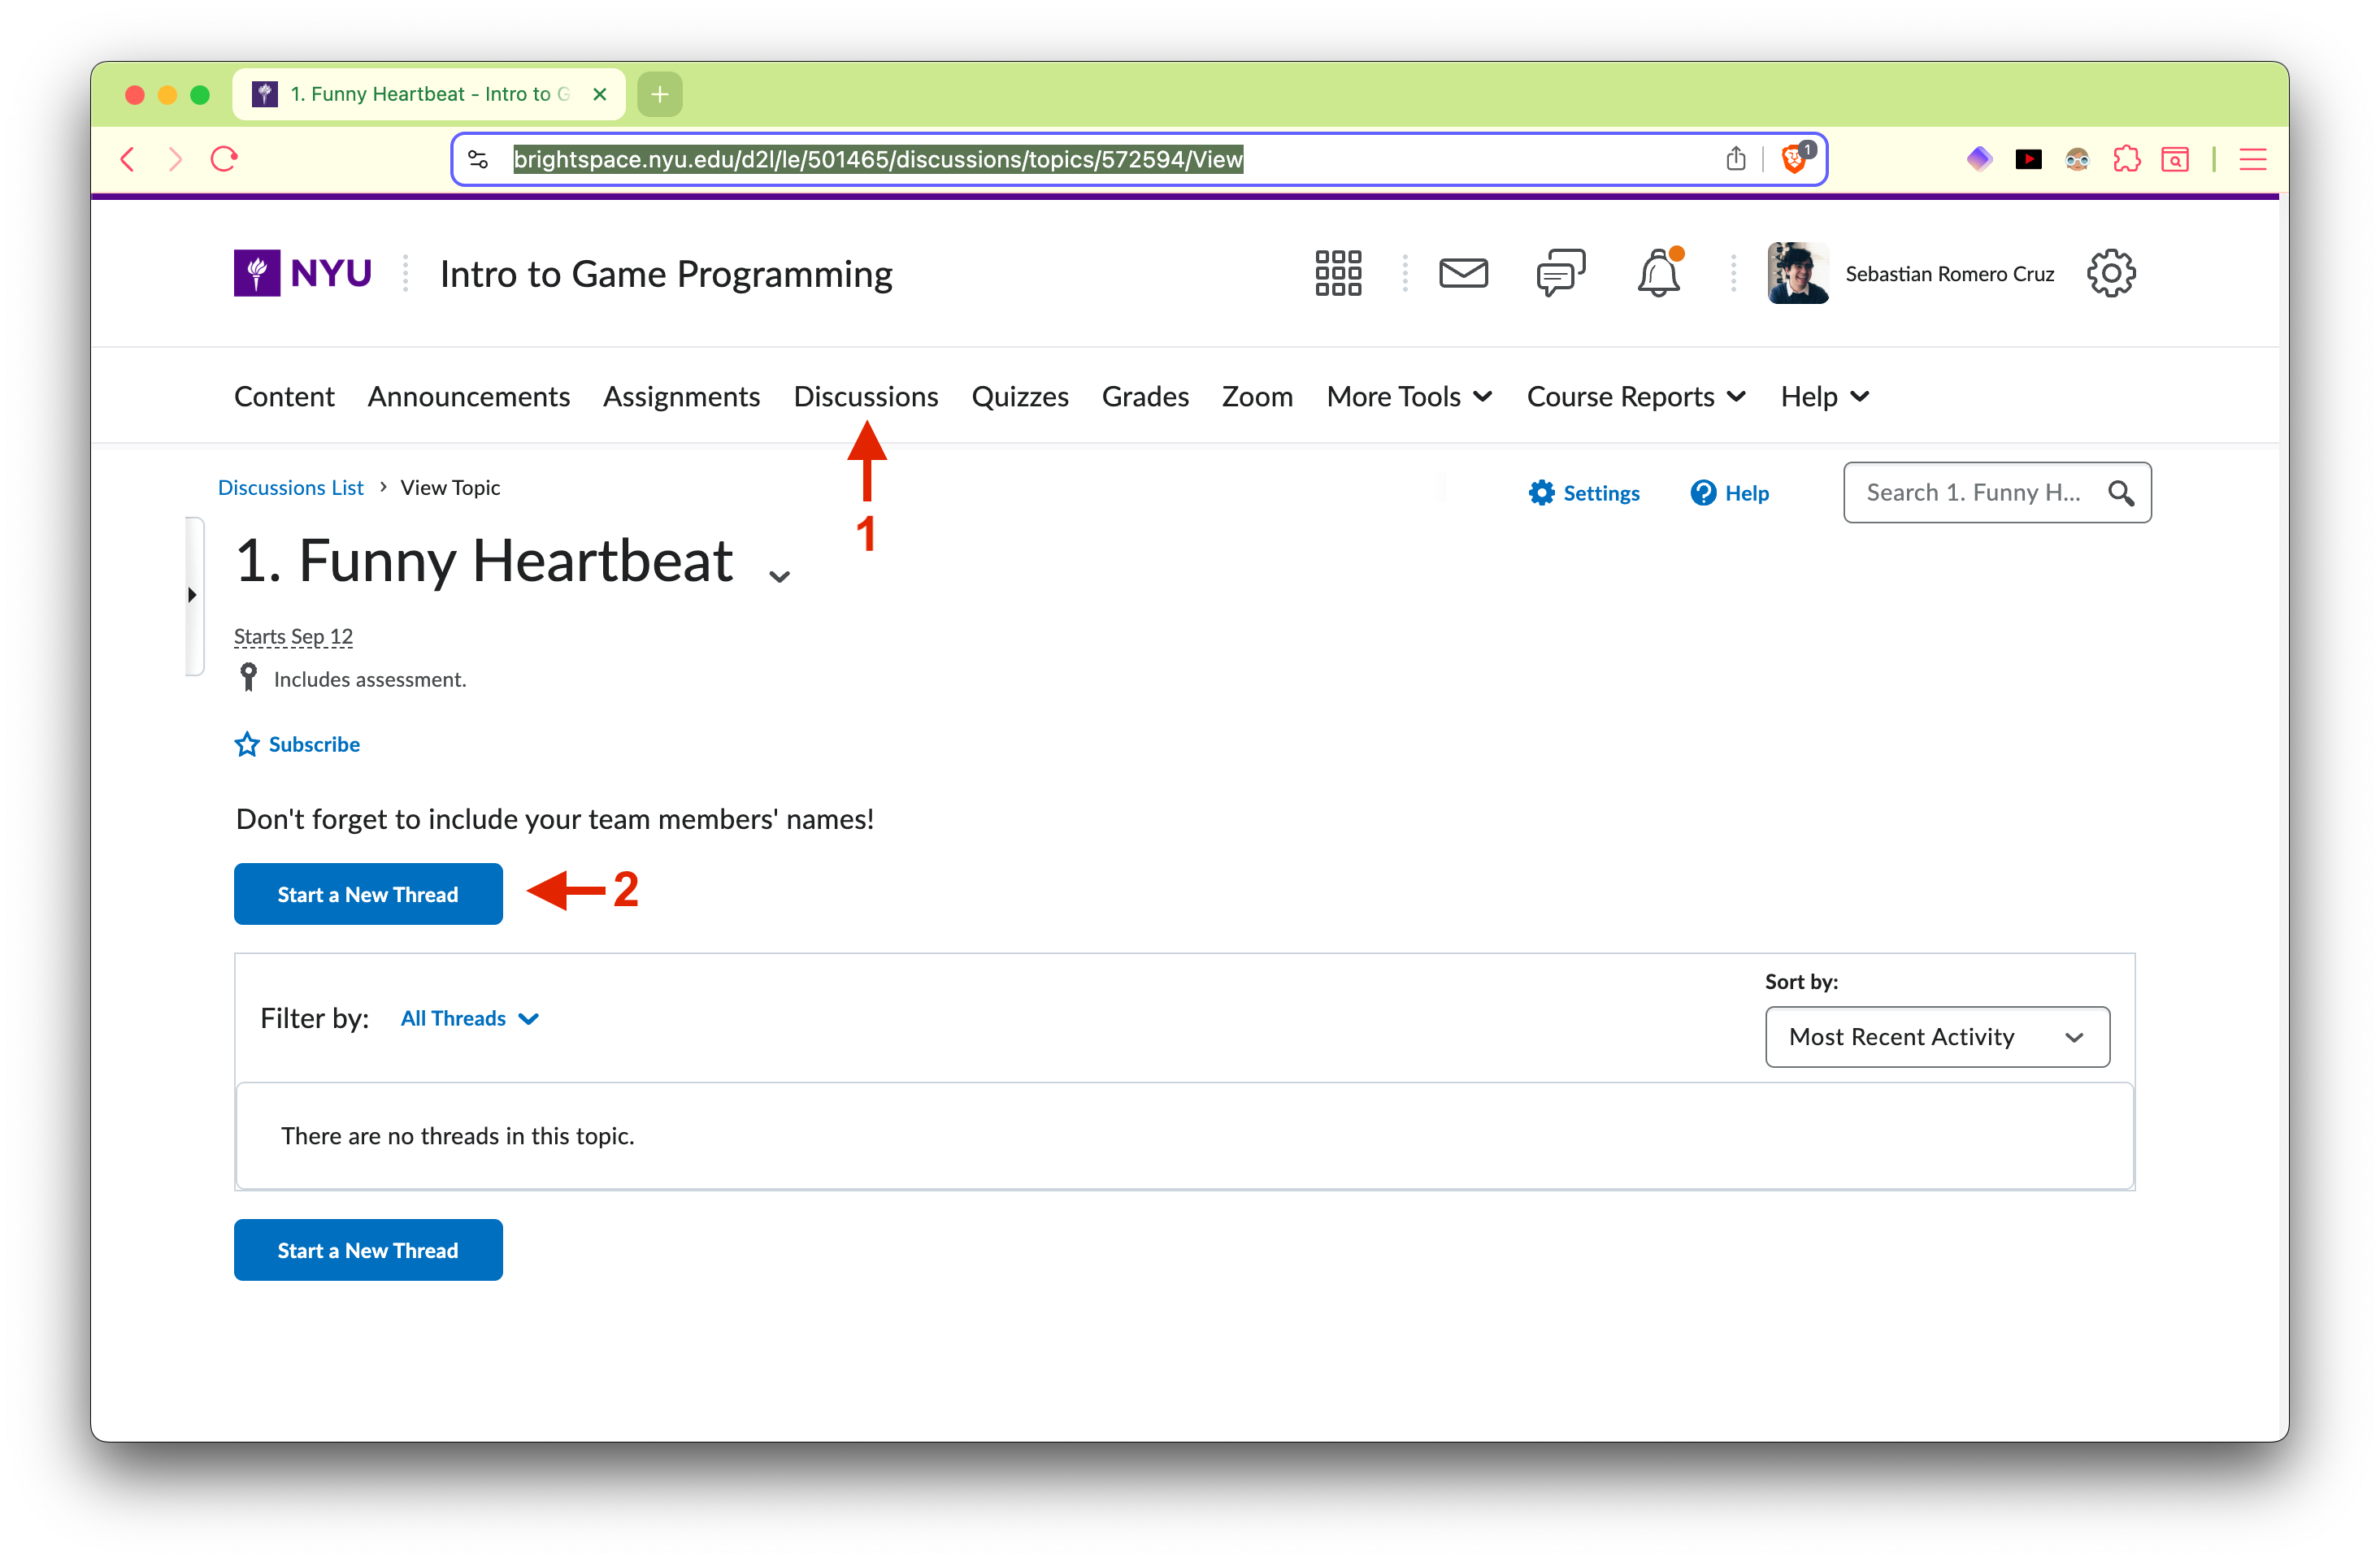 1. Funny Heartbeat - Intro to G
brightspace.nyu.edu/d2l/le/501465/discussions/topics/572594/View
1
NYU
Intro to Game Programming
Sebastian Romero Cruz
Content Announcements Assignments Discussions Quizzes Grades Zoom More Tools Course Reports Help
Discussions List › View Topic
Settings Help Search 1. Funny H...
1
1. Funny Heartbeat
Starts Sep 12
Includes assessment.
Subscribe
Don't forget to include your team members' names!
Start a New Thread
2
Sort by:
Filter by: All Threads
Most Recent Activity
There are no threads in this topic.
Start a New Thread